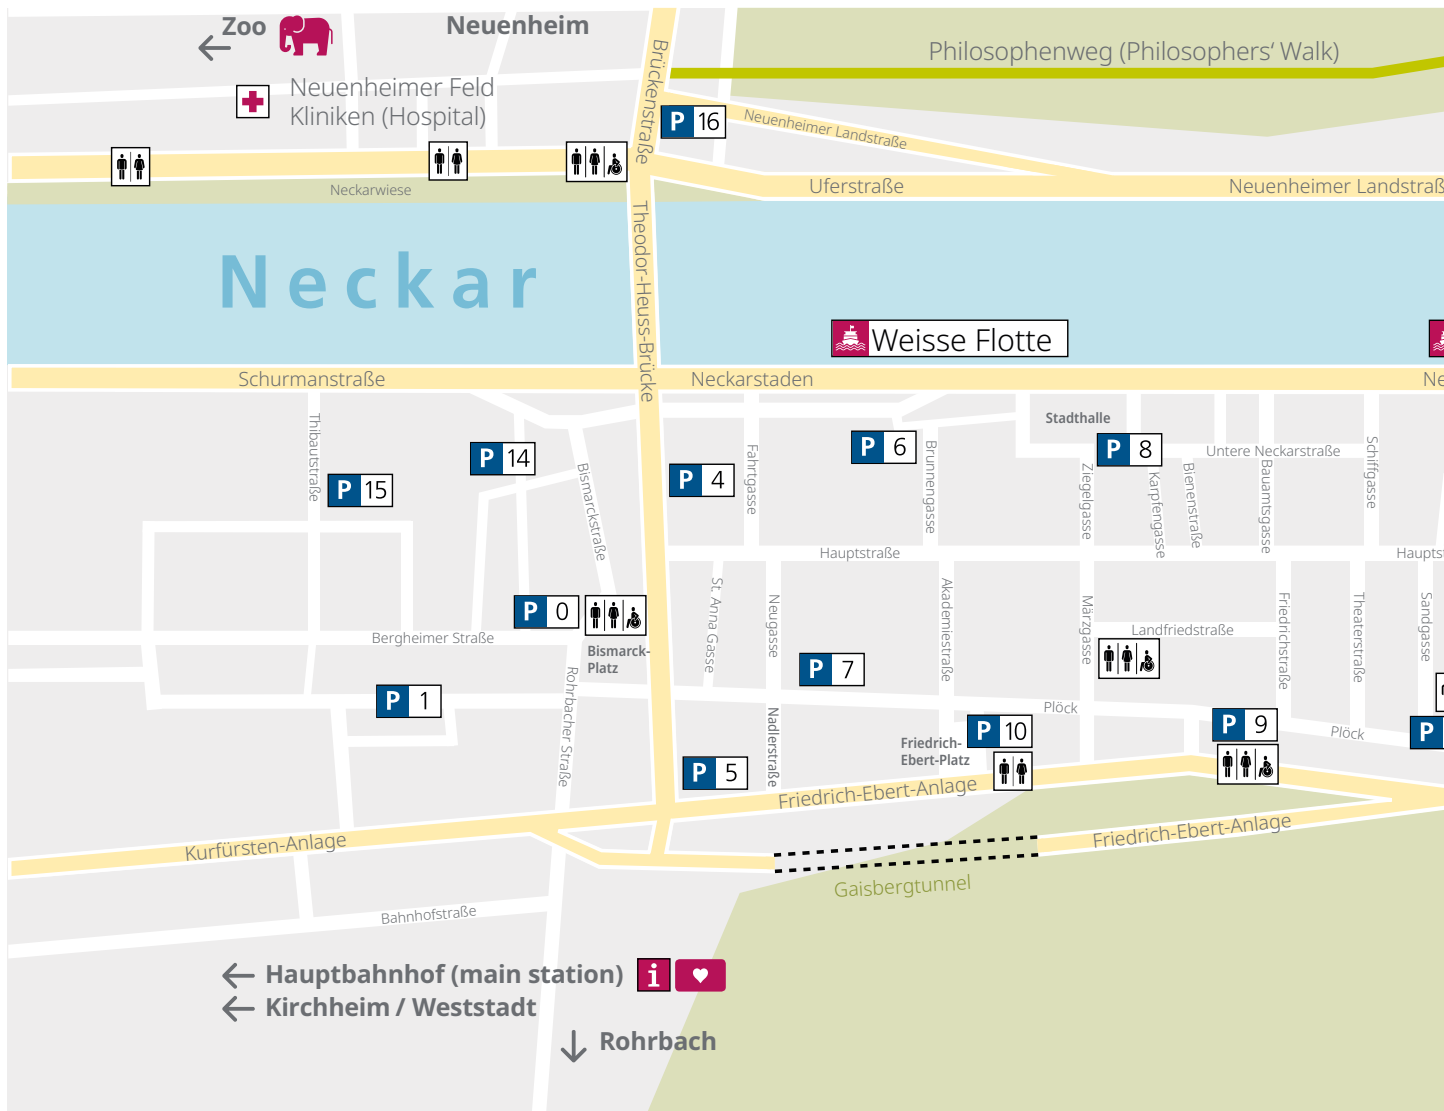 Zoo
Neuenheim
Philosophenweg (Philosophers‘ Walk)
Neuenheimer Feld
Kliniken (Hospital)
Brückenstraße
P 16
Neuenheimer Landstraße
Neckarwiese
Uferstraße
Neuenheimer Landstraß
Neckar
Theodor-Heuss-Brücke
Weisse Flotte
Schurmanstraße
Neckarstaden
Ne
Thibautstraße
P 14
P 15
Bismarckstraße
P 4
Fahrtgasse
P 6
Brunnengasse
Stadthalle
P 8
Ziegelgasse
Karpfengasse
Bienenstraße
Untere Neckarstraße
Bauamtsgasse
Schiffgasse
Hauptstraße
Haupts
P 0
Bergheimer Straße
Bismarck-
Platz
St. Anna Gasse
Neugasse
Akademiestraße
Märzgasse
Landfriedstraße
Friedrichstraße
Theaterstraße
Sandgasse
P 7
P 1
Rohrbacher Straße
Nadlerstraße
Plöck
P 10
P 9
Plöck
P
Friedrich-
Ebert-Platz
P 5
Friedrich-Ebert-Anlage
Kurfürsten-Anlage
Friedrich-Ebert-Anlage
Gaisbergtunnel
Bahnhofstraße
Hauptbahnhof (main station)
i
Kirchheim / Weststadt
Rohrbach